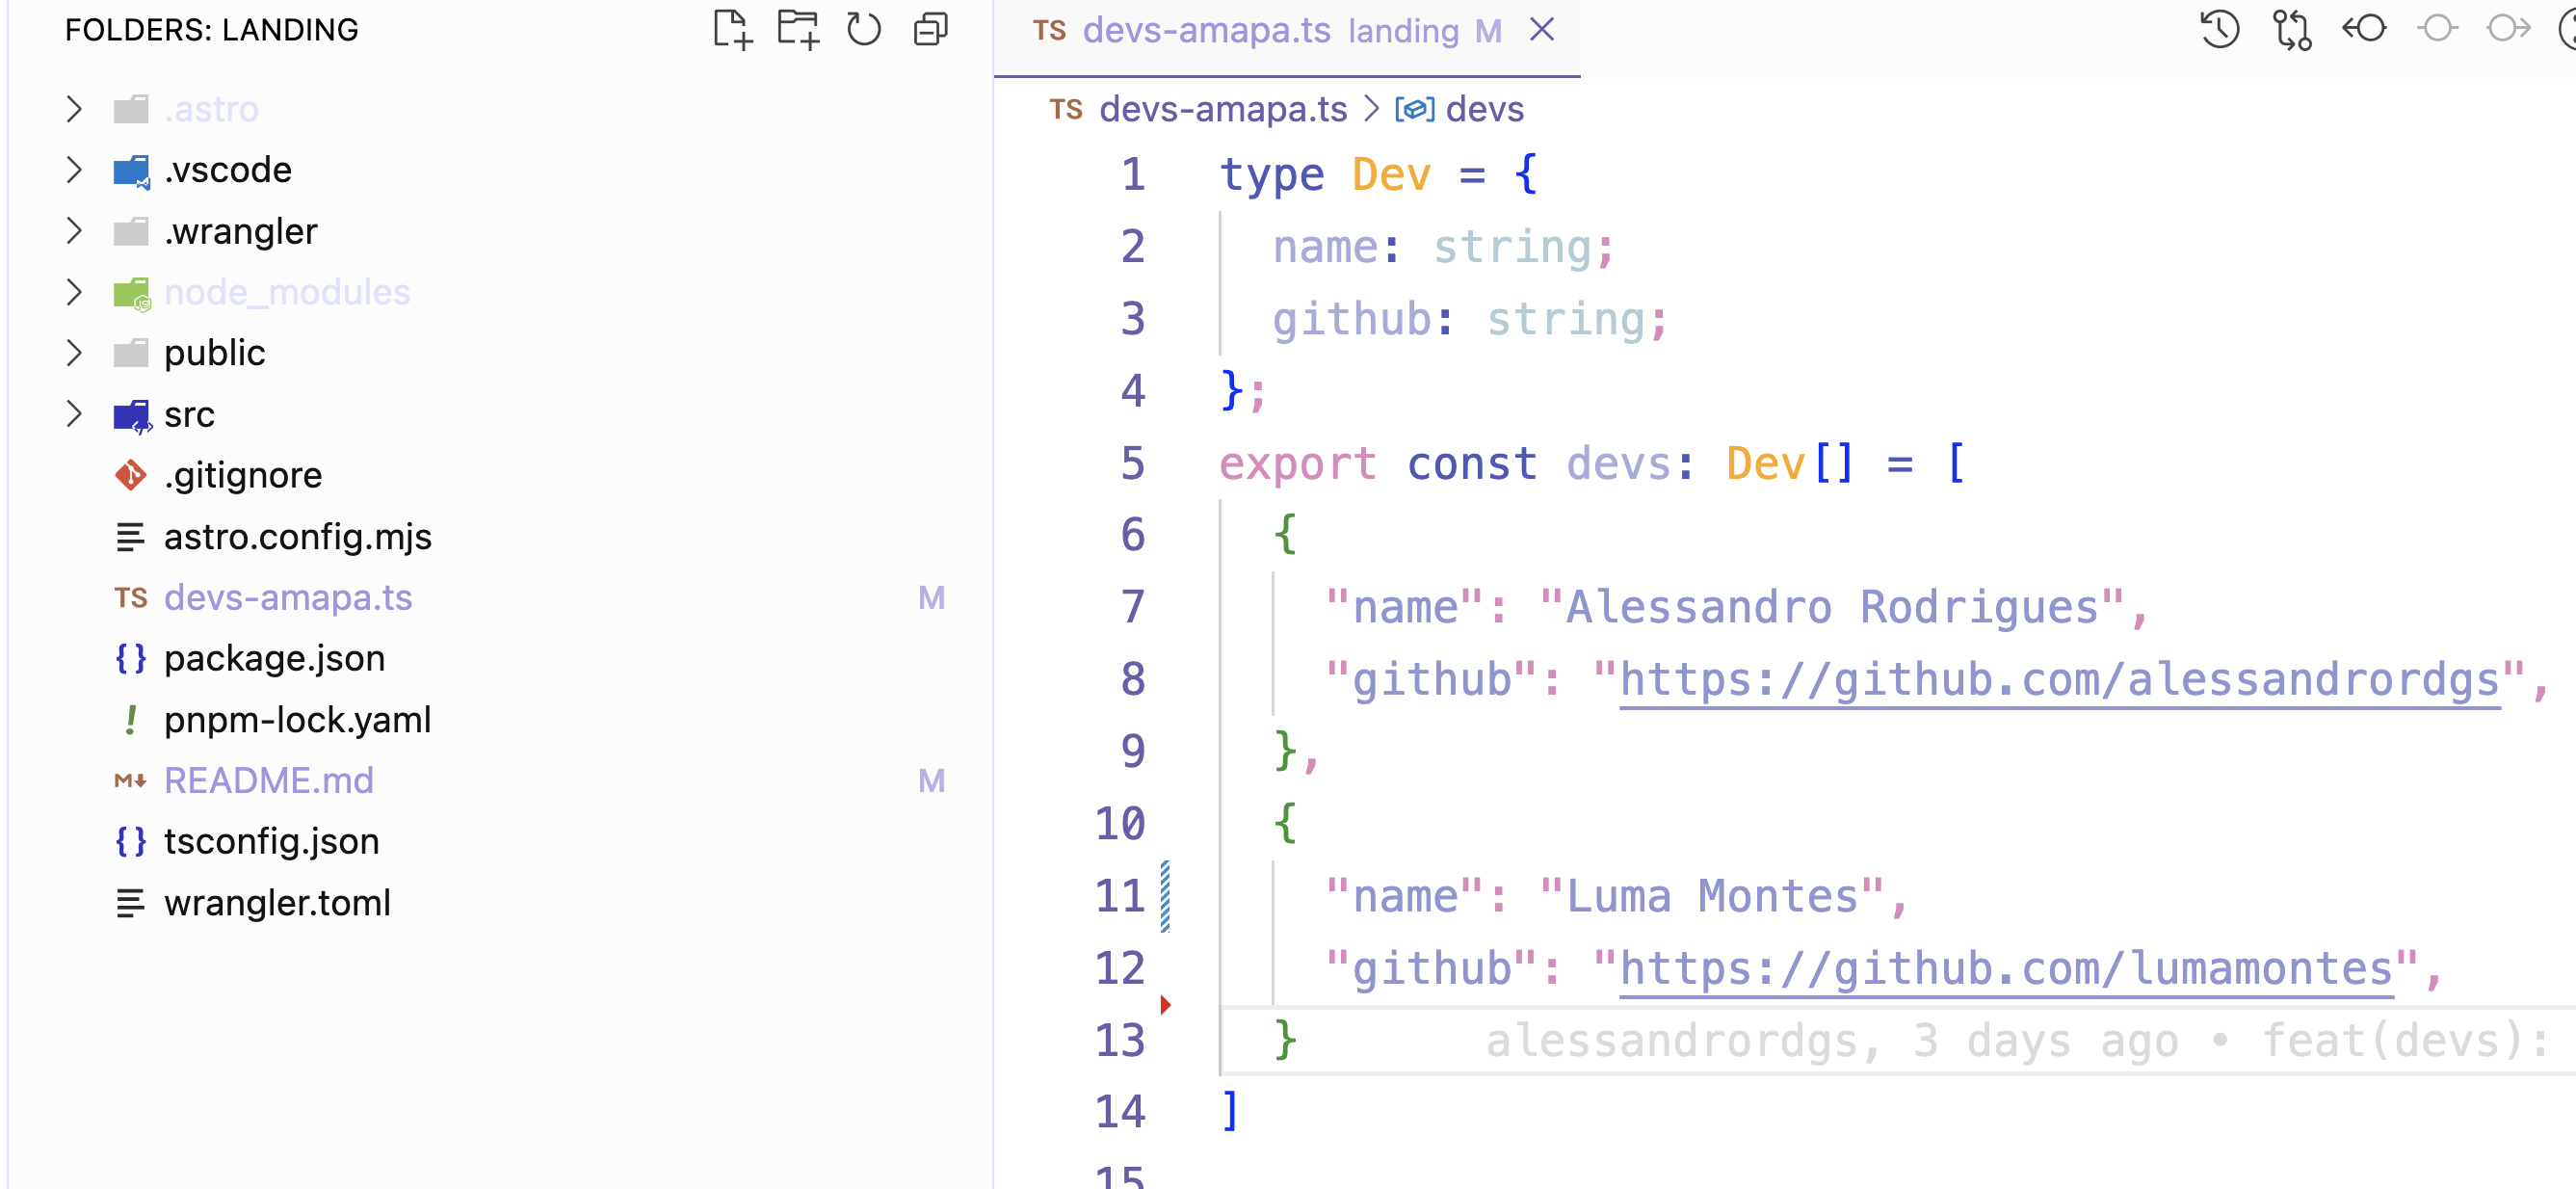 FOLDERS: LANDING
.astro
.vscode
.wrangler
node_modules
public
src
.gitignore
astro.config.mjs
TS devs-amapa.ts M
{} package.json
! pnpm-lock.yaml
M↓ README.md M
{} tsconfig.json
wrangler.toml
TS devs-amapa.ts landing M
TS devs-amapa.ts > devs
1 type Dev = {
2 name: string;
3 github: string;
4 };
5 export const devs: Dev[] = [
6 {
7 "name": "Alessandro Rodrigues",
8 "github": "https://github.com/alessandrordgs",
9 },
10 {
11 "name": "Luma Montes",
12 "github": "https://github.com/lumamontes",
13 } alessandrordgs, 3 days ago • feat(devs):
14 ]
15